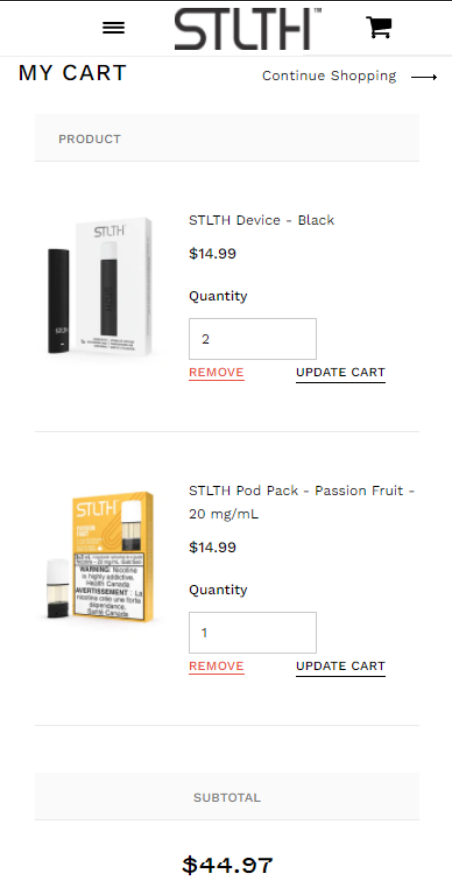 STLTH™
MY CART
Continue Shopping
PRODUCT
STLTH Device - Black
$14.99
Quantity
2
REMOVE
UPDATE CART
STLTH
STLTH
STLTH Pod Pack - Passion Fruit -
20 mg/mL
$14.99
Quantity
1
REMOVE
UPDATE CART
STLTH
PASSION
FRUIT
WARNING: Nicotine
is highly addictive.
Health Canada
AVERTISSEMENT : La
nicotine crée une forte
dépendance.
Santé Canada
SUBTOTAL
$44.97